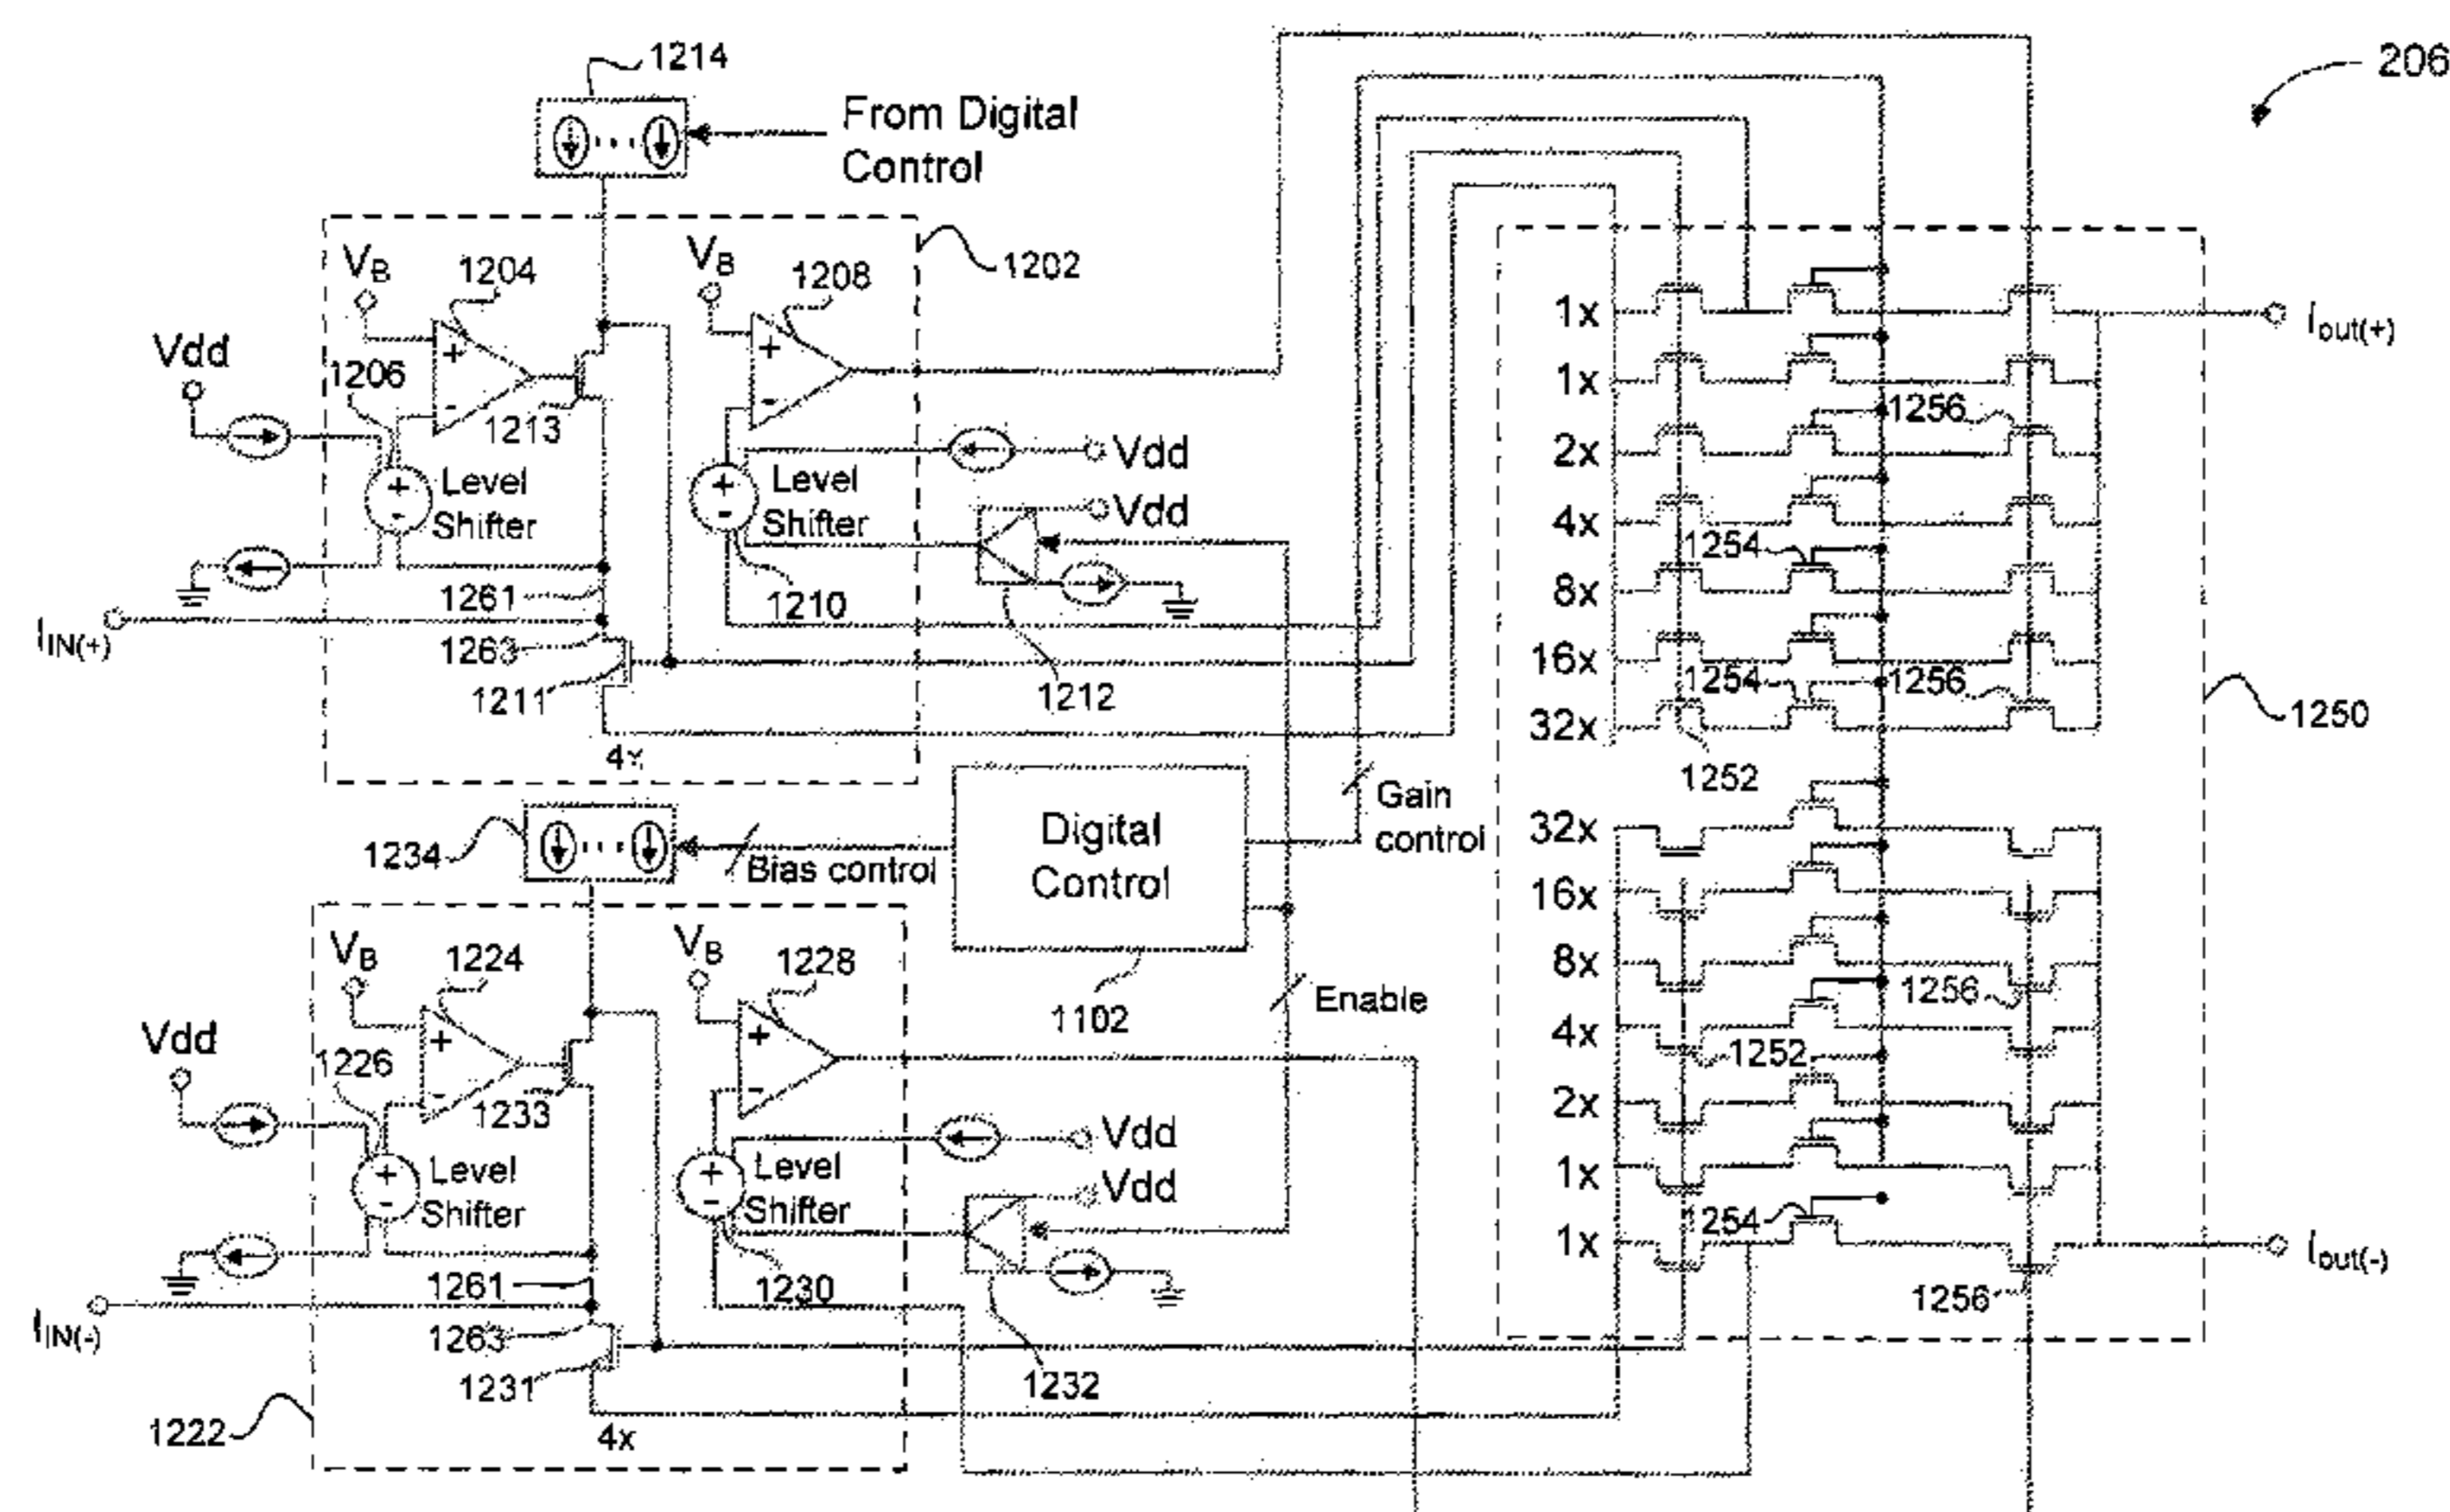 206
1214
From Digital
Control
VB
1204
VB
1208
1202
Vdd
1206
1213
Level
Shifter
Level
Shifter
Vdd
Vdd
1261
1210
IIN(+)
1263
1211
1212
4x
1x
1x
2x
4x
8x
16x
32x
1256
1254
1254
1256
1252
Iout(+)
1250
1234
Bias control
Digital
Control
1102
Gain
control
Enable
32x
16x
8x
4x
2x
1x
1x
1256
1252
1254
1256
Iout(-)
VB
1224
VB
1228
Vdd
1226
1233
Level
Shifter
Level
Shifter
Vdd
Vdd
1261
1230
IIN(-)
1263
1231
1232
1222
4x